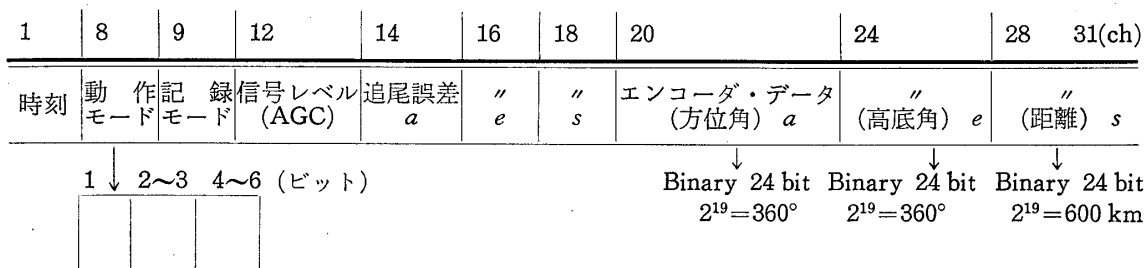 1 8 9 12 14 16 18 20 24 28 31(ch)
時刻 動作モード 記録モード 信号レベル(AGC) 追尾誤差 a 〃 e 〃 s エンコーダ・データ(方位角) a 〃 (高底角) e 〃 (距離) s
1 2~3 4~6 (ビット)
Binary 24 bit Binary 24 bit Binary 24 bit
2¹⁹=360° 2¹⁹=360° 2¹⁹=600 km